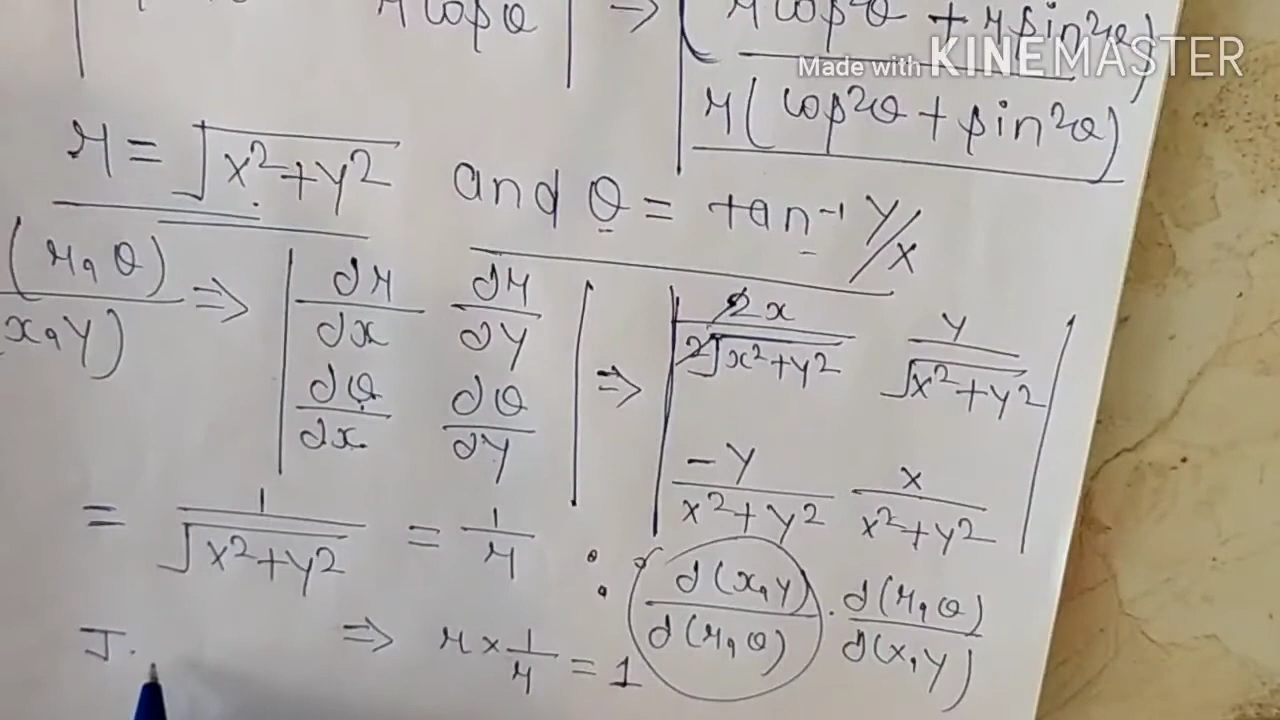 r cos θ | ⇒ | ( r cos²θ + r sin²θ )
Made with KINEMASTER
r ( cos²θ + sin²θ )
r = √x²+y² and θ = tan⁻¹ y/x
(r, θ) / (x, y) ⇒ | ∂r/∂x ∂r/∂y | ⇒ | 2x/2√x²+y² y/√x²+y² |
| ∂θ/∂x ∂θ/∂y | | -y/x²+y² x/x²+y² |
= 1/√x²+y² = 1/r ∴ ∂(x, y)/∂(r, θ) . ∂(r, θ)/∂(x, y)
J. ⇒ r × 1/r = 1